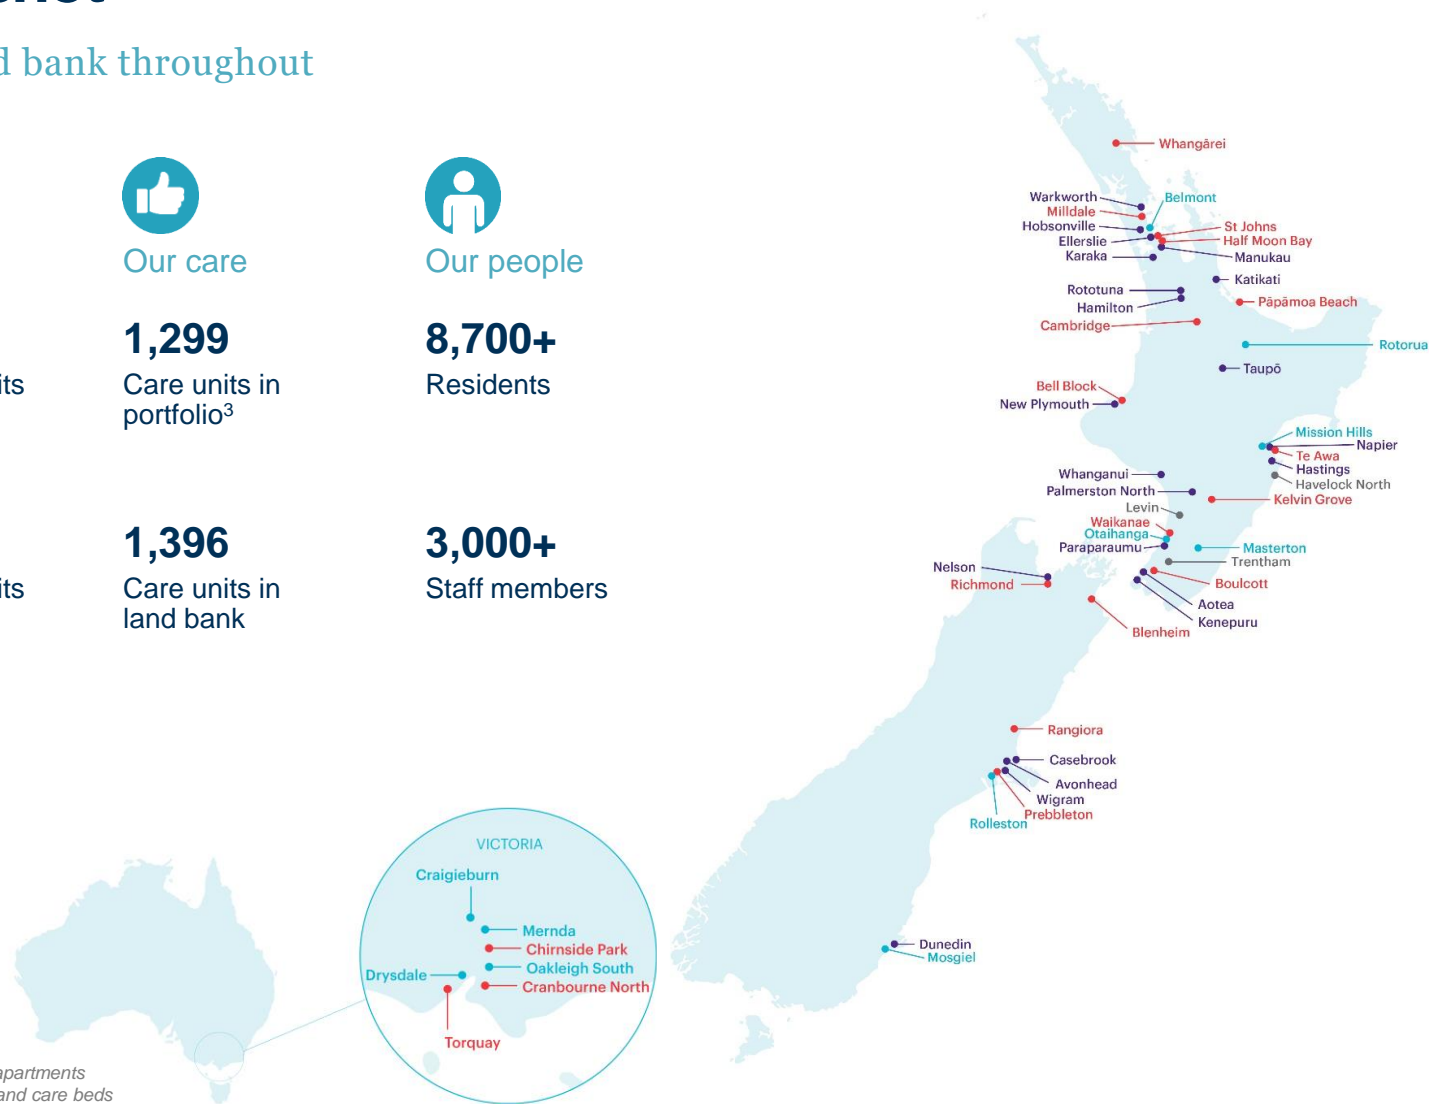 d bank throughout
Our care
Our people
1,299
Care units in
portfolio³
8,700+
Residents
its
1,396
Care units in
land bank
3,000+
Staff members
its
Whangārei
Warkworth
Belmont
Milldale
Hobsonville
St Johns
Ellerslie
Half Moon Bay
Karaka
Manukau
Katikati
Rototuna
Pāpāmoa Beach
Hamilton
Cambridge
Rotorua
Taupō
Bell Block
New Plymouth
Mission Hills
Napier
Te Awa
Hastings
Whanganui
Havelock North
Palmerston North
Kelvin Grove
Levin
Waikanae
Otaihanga
Paraparaumu
Masterton
Trentham
Nelson
Richmond
Boulcott
Aotea
Kenepuru
Blenheim
Rangiora
Casebrook
Avonhead
Wigram
Prebbleton
Rolleston
Dunedin
Mosgiel
VICTORIA
Craigieburn
Mernda
Chirnside Park
Oakleigh South
Drysdale
Cranbourne North
Torquay
apartments
and care beds